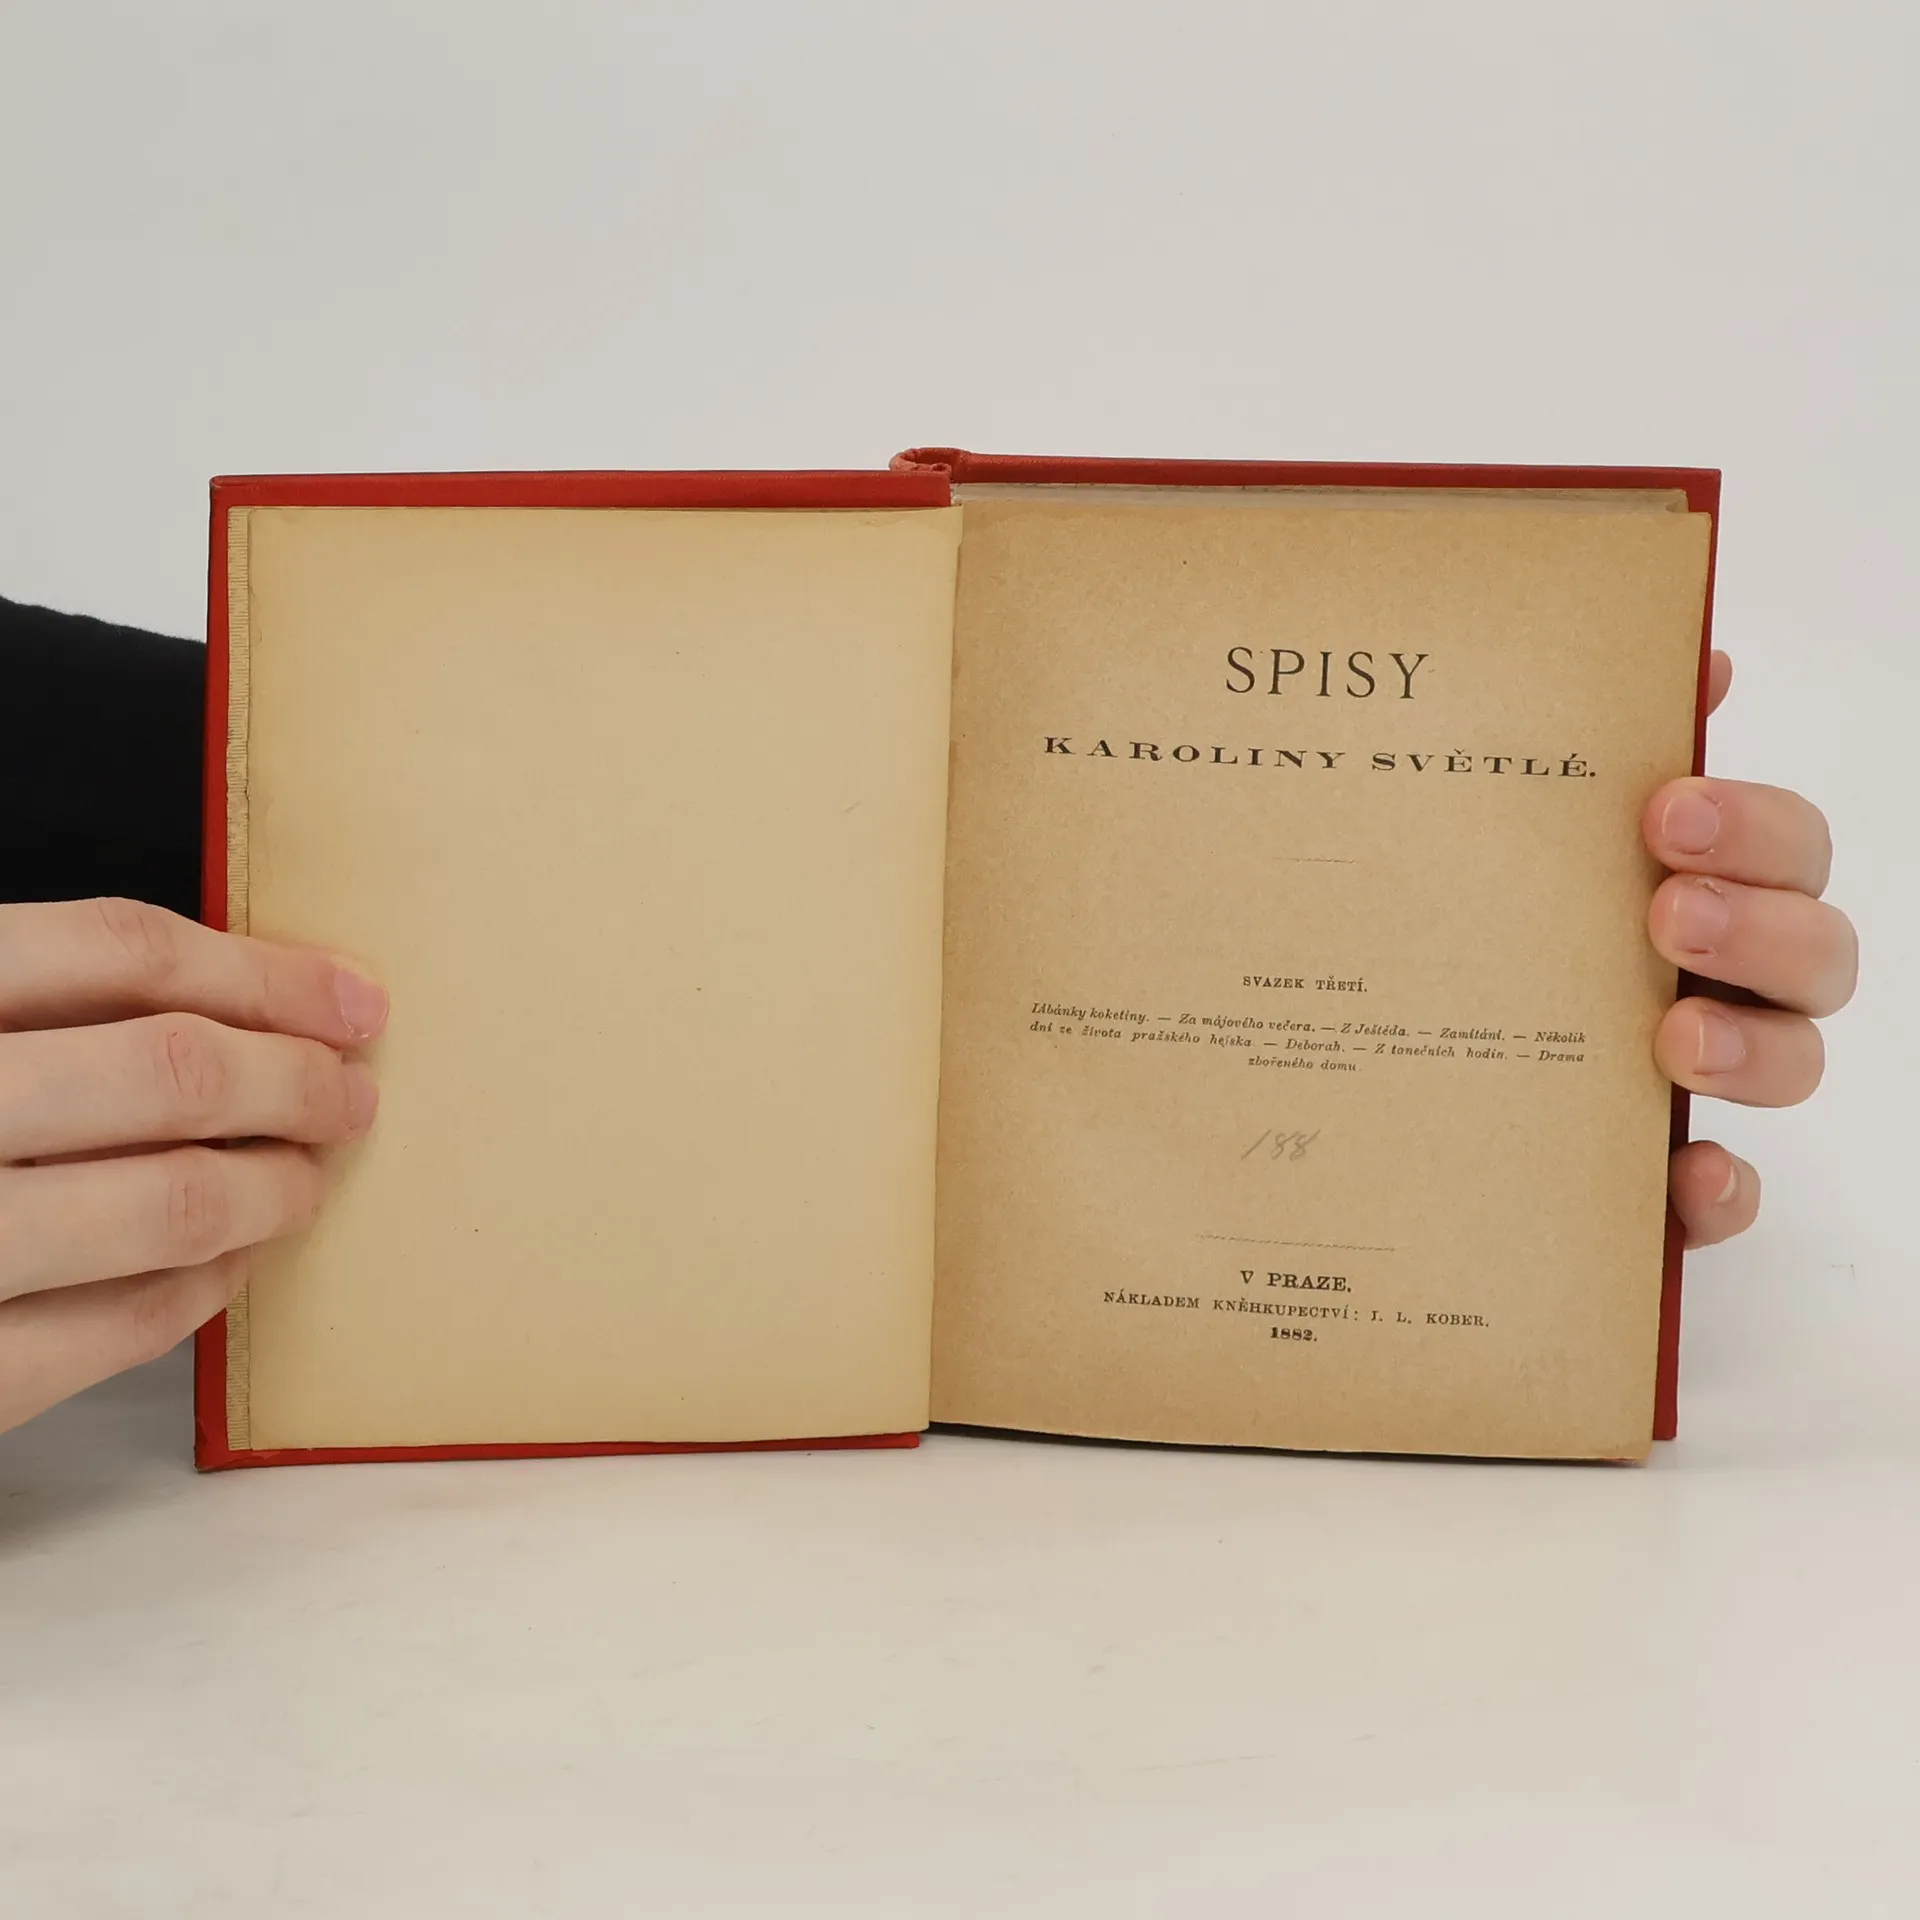 SPISY
KAROLINY SVĚTLÉ.
SVAZEK TŘETÍ.
Líbánky koketiny. — Za májového večera. — Z Ještěda. — Zamítání. — Několik
dní ze života pražského hejska. — Deborah. — Z tanečních hodin. — Drama
zbořeného domu.
188
V PRAZE.
NÁKLADEM KNĚHKUPECTVÍ: I. L. KOBER.
1882.